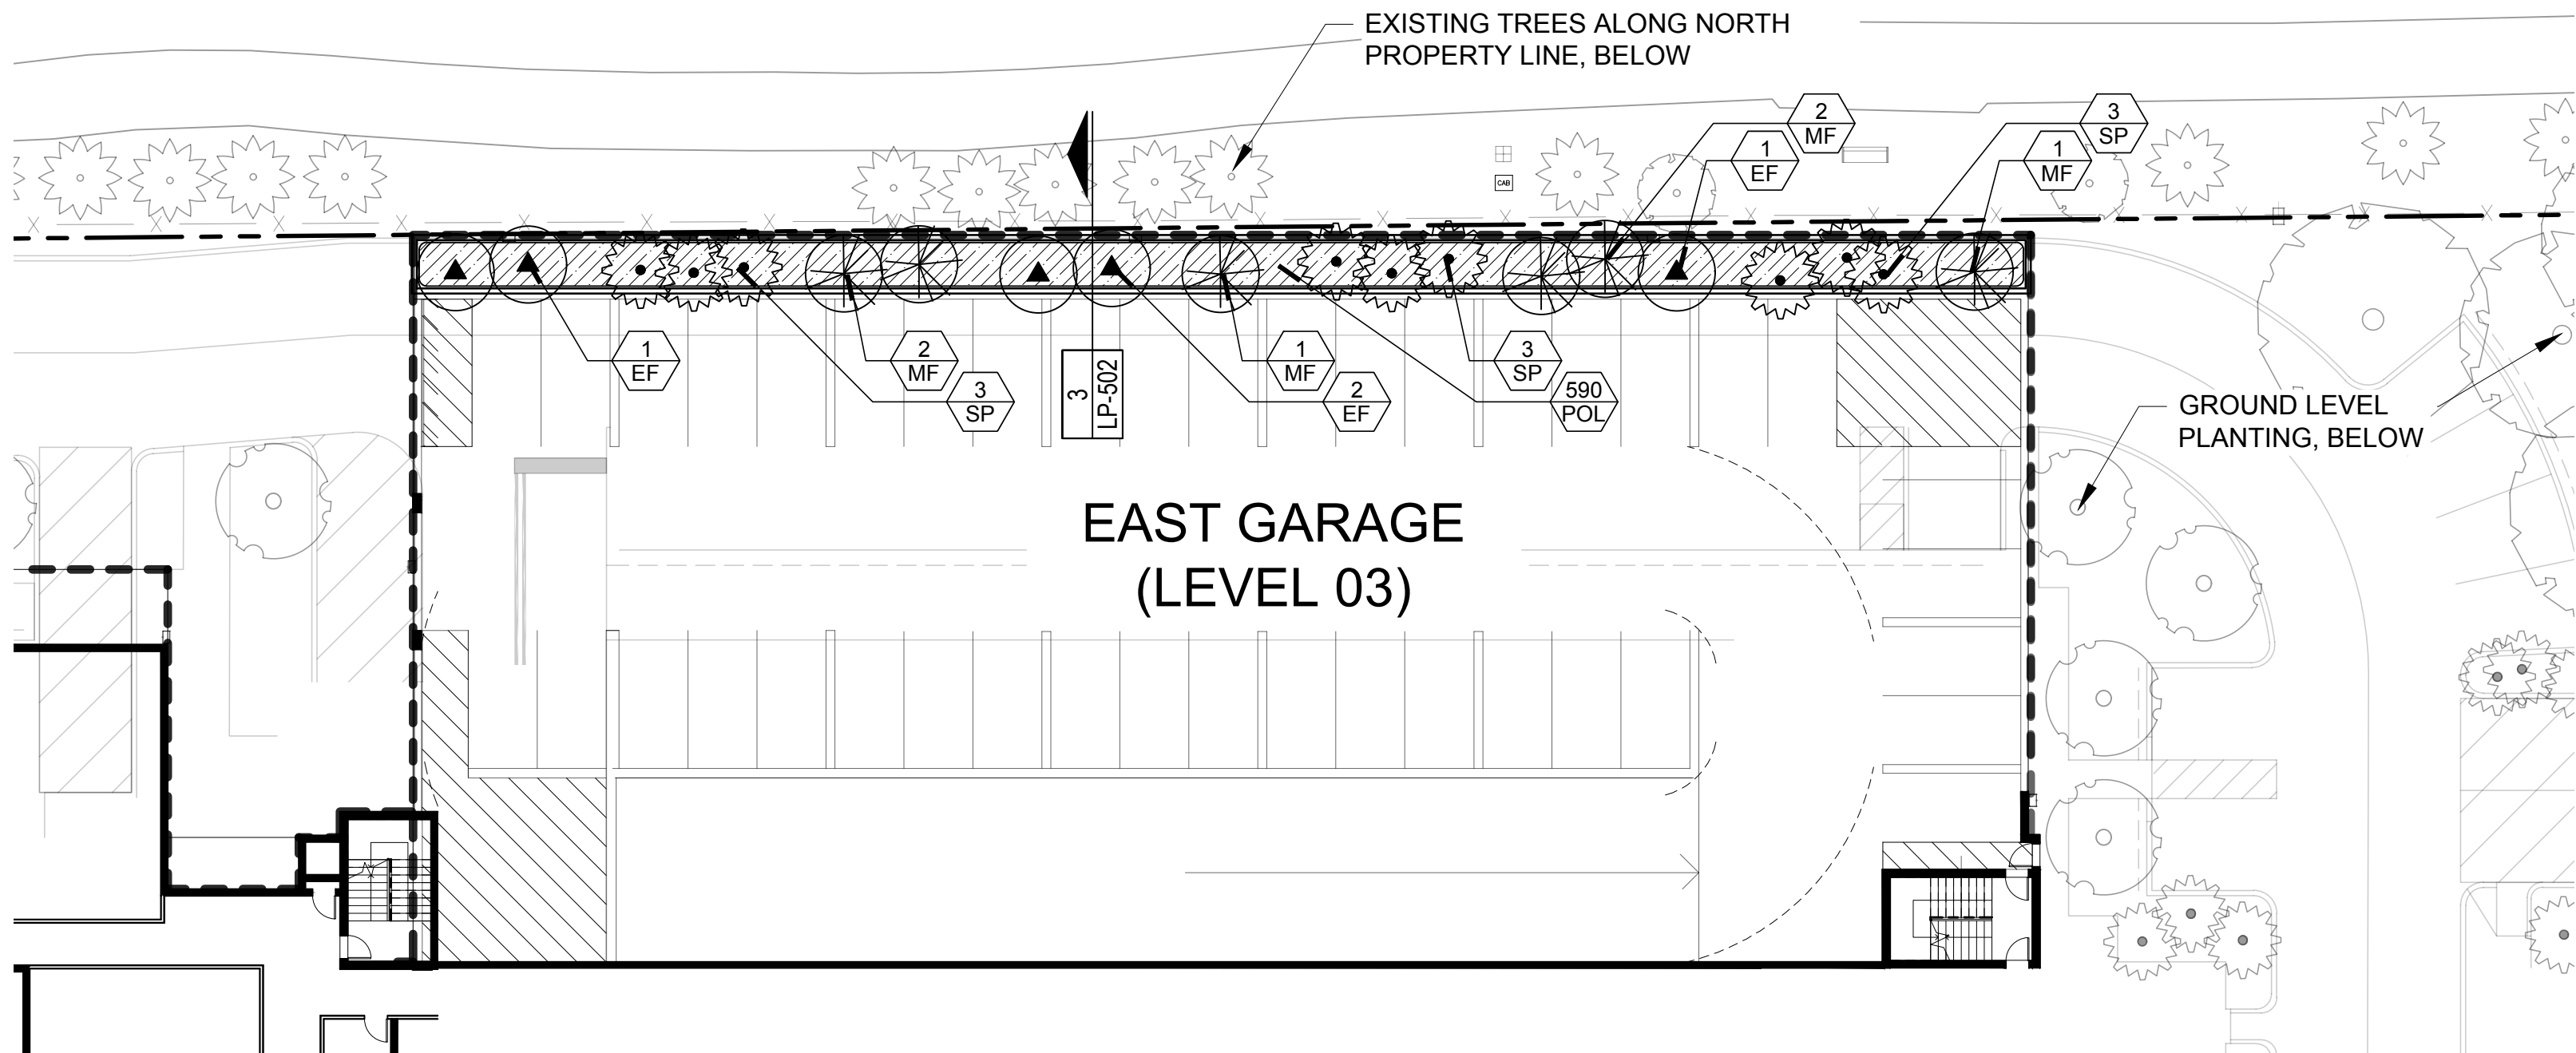 EXISTING TREES ALONG NORTH
PROPERTY LINE, BELOW
2
MF
1
EF
3
SP
1
MF
CAB
1
EF
2
MF
3
SP
3
LP-502
1
MF
2
EF
3
SP
590
POL
GROUND LEVEL
PLANTING, BELOW
EAST GARAGE
(LEVEL 03)